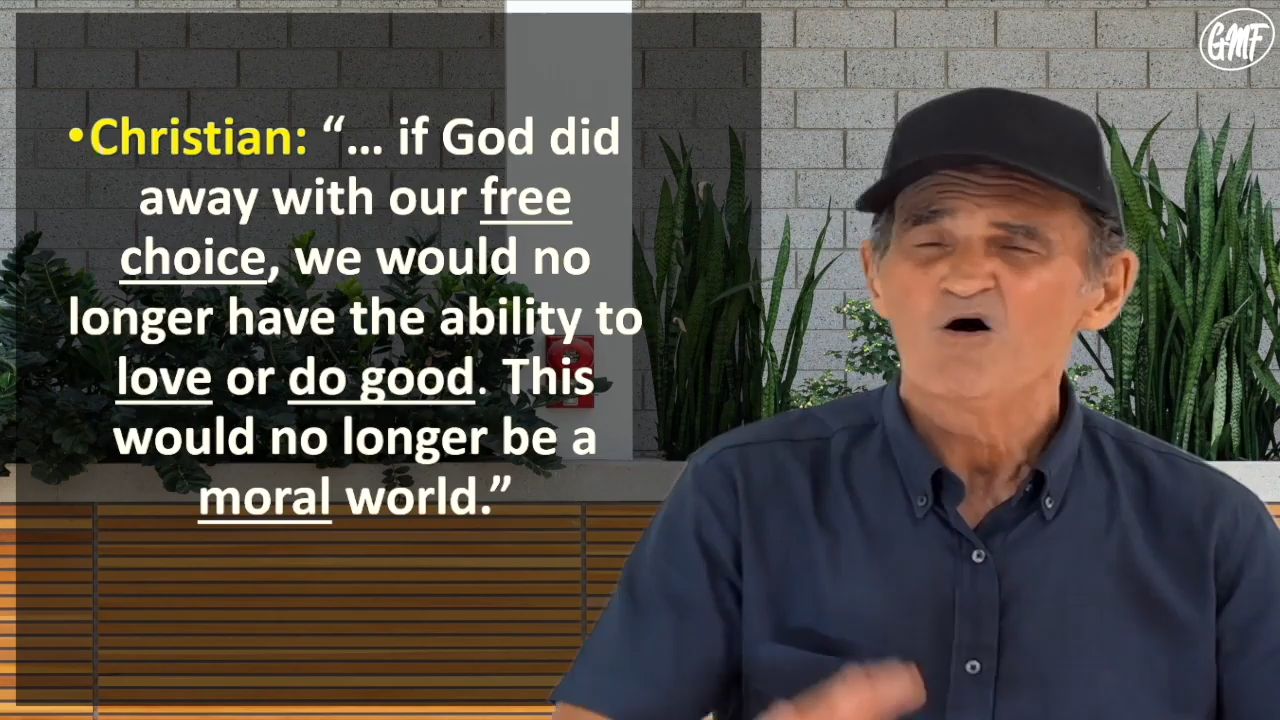 •Christian: “... if God did
away with our free
choice, we would no
longer have the ability to
love or do good. This
would no longer be a
moral world.”
GMF